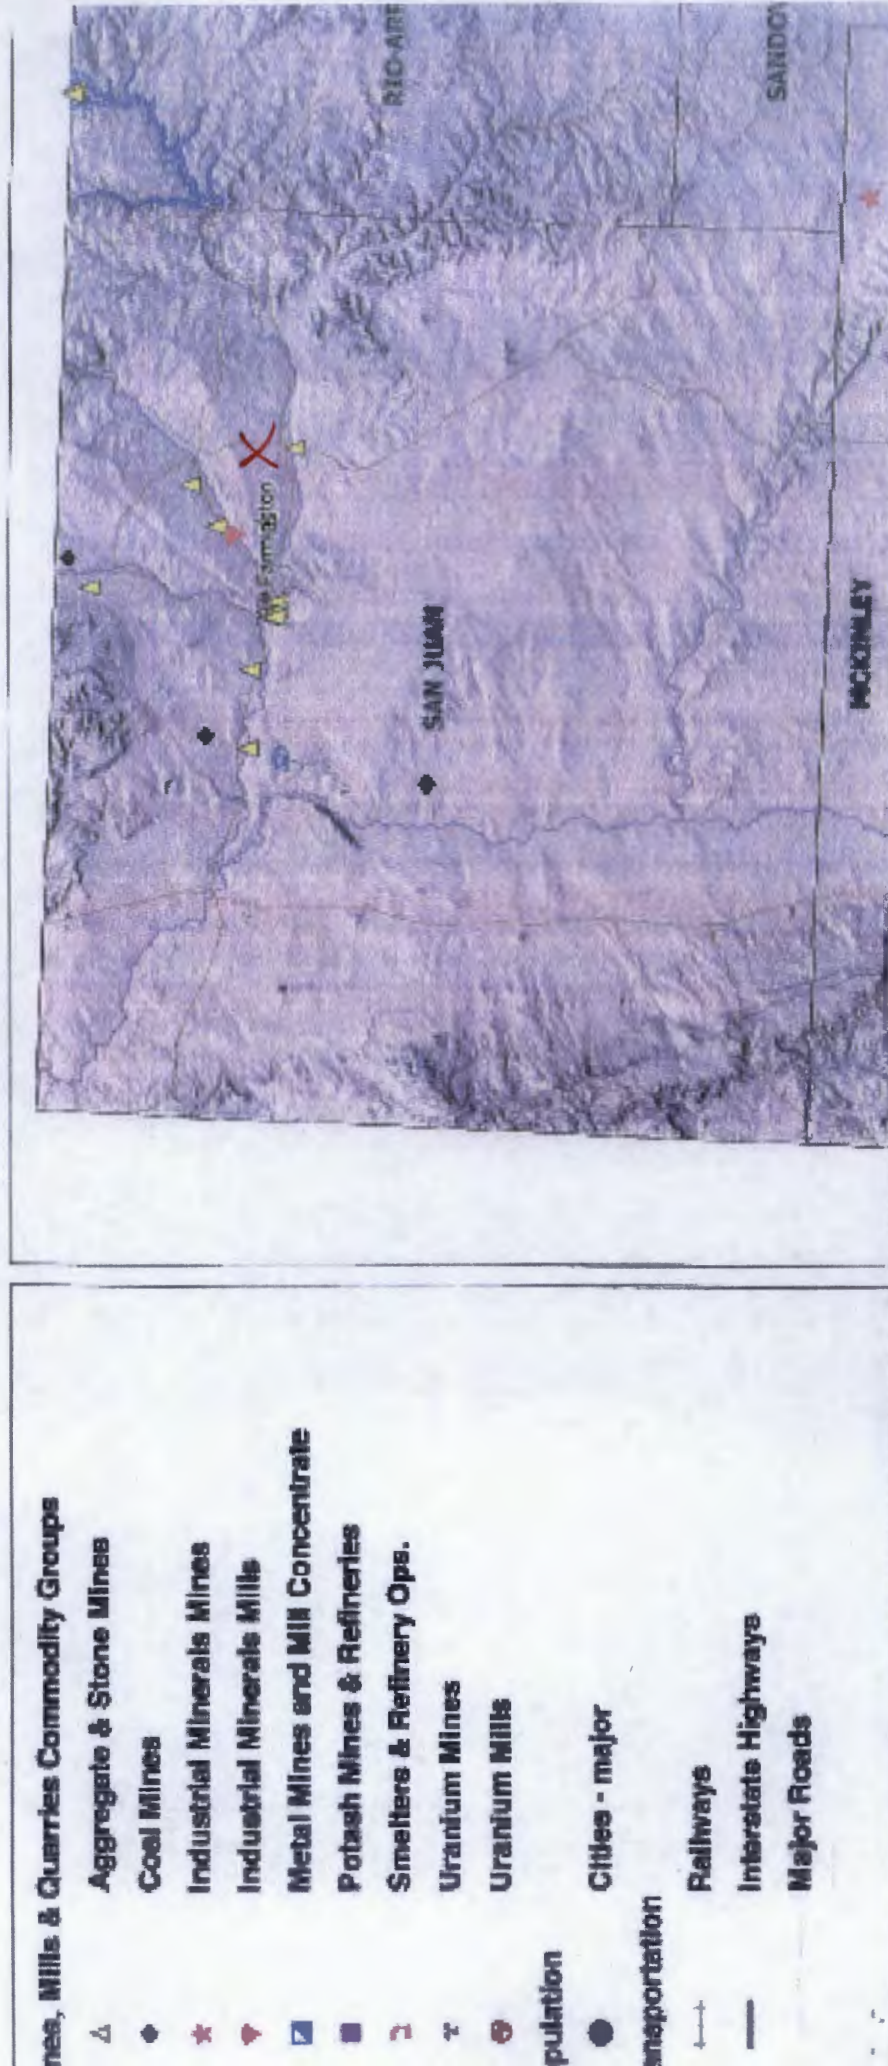 nes, Mills & Quarries Commodity Groups
Aggregate & Stone Mines
Coal Mines
Industrial Minerals Mines
Industrial Minerals Mills
Metal Mines and Mill Concentrate
Potash Mines & Refineries
Smelters & Refinery Ops.
Uranium Mines
Uranium Mills
pulation
Cities - major
ansportation
Railways
Interstate Highways
Major Roads
Farmington
SAN JUAN
MCKINLEY
RIO ARR
SANDOV